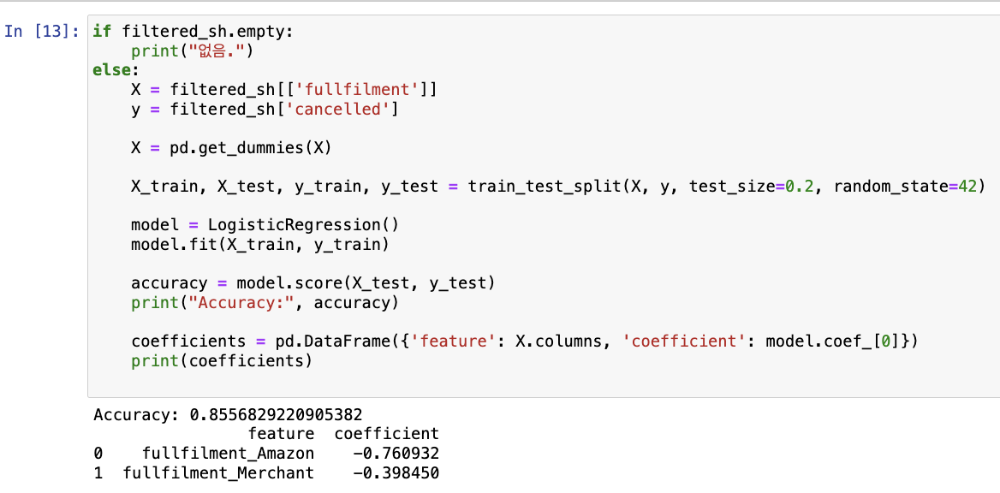 In [13]: if filtered_sh.empty:
    print("없음.")
else:
    X = filtered_sh[['fullfilment']]
    y = filtered_sh['cancelled']
    X = pd.get_dummies(X)
    X_train, X_test, y_train, y_test = train_test_split(X, y, test_size=0.2, random_state=42)
    model = LogisticRegression()
    model.fit(X_train, y_train)
    accuracy = model.score(X_test, y_test)
    print("Accuracy:", accuracy)
    coefficients = pd.DataFrame({'feature': X.columns, 'coefficient': model.coef_[0]})
    print(coefficients)
Accuracy: 0.8556829220905382
feature coefficient
0 fullfilment_Amazon -0.760932
1 fullfilment_Merchant -0.398450